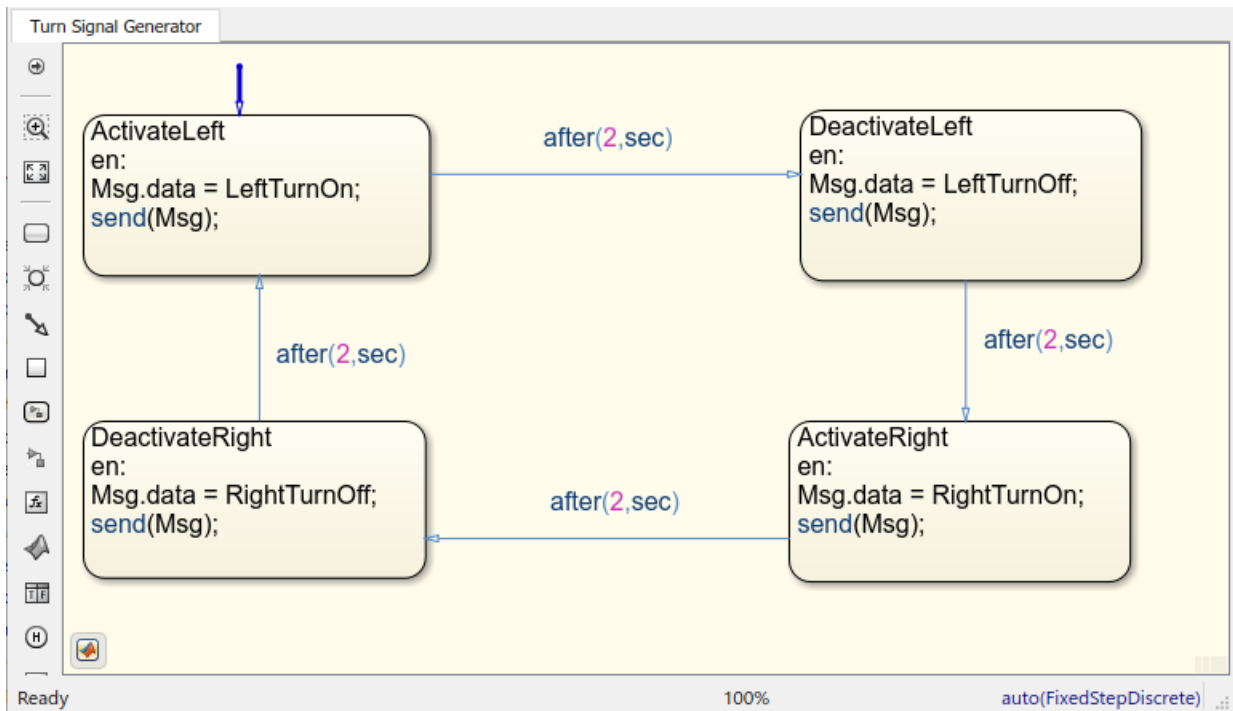 Turn Signal Generator
ActivateLeft
en:
Msg.data = LeftTurnOn;
send(Msg);
after(2,sec)
DeactivateLeft
en:
Msg.data = LeftTurnOff;
send(Msg);
after(2,sec)
after(2,sec)
DeactivateRight
en:
Msg.data = RightTurnOff;
send(Msg);
after(2,sec)
ActivateRight
en:
Msg.data = RightTurnOn;
send(Msg);
fx
T F
H
Ready
100%
auto(FixedStepDiscrete)